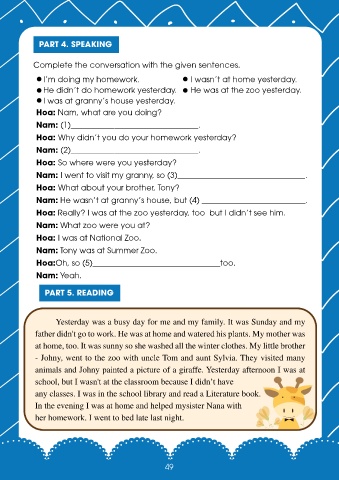 PART 4. SPEAKING
Complete the conversation with the given sentences.
● I'm doing my homework. ● I wasn't at home yesterday.
● He didn't do homework yesterday. ● He was at the zoo yesterday.
● I was at granny's house yesterday.
Hoa: Nam, what are you doing?
Nam: (1)______________________________.
Hoa: Why didn't you do your homework yesterday?
Nam: (2)______________________________.
Hoa: So where were you yesterday?
Nam: I went to visit my granny, so (3)______________________________.
Hoa: What about your brother, Tony?
Nam: He wasn't at granny's house, but (4) ________________________.
Hoa: Really? I was at the zoo yesterday, too but I didn't see him.
Nam: What zoo were you at?
Hoa: I was at National Zoo.
Nam: Tony was at Summer Zoo.
Hoa:Oh, so (5)______________________________too.
Nam: Yeah.
PART 5. READING
Yesterday was a busy day for me and my family. It was Sunday and my
father didn't go to work. He was at home and watered his plants. My mother was
at home, too. It was sunny so she washed all the winter clothes. My little brother
- Johny, went to the zoo with uncle Tom and aunt Sylvia. They visited many
animals and Johny painted a picture of a giraffe. Yesterday afternoon I was at
school, but I wasn't at the classroom because I didn't have
any classes. I was in the school library and read a Literature book.
In the evening I was at home and helped mysister Nana with
her homework. I went to bed late last night.
49